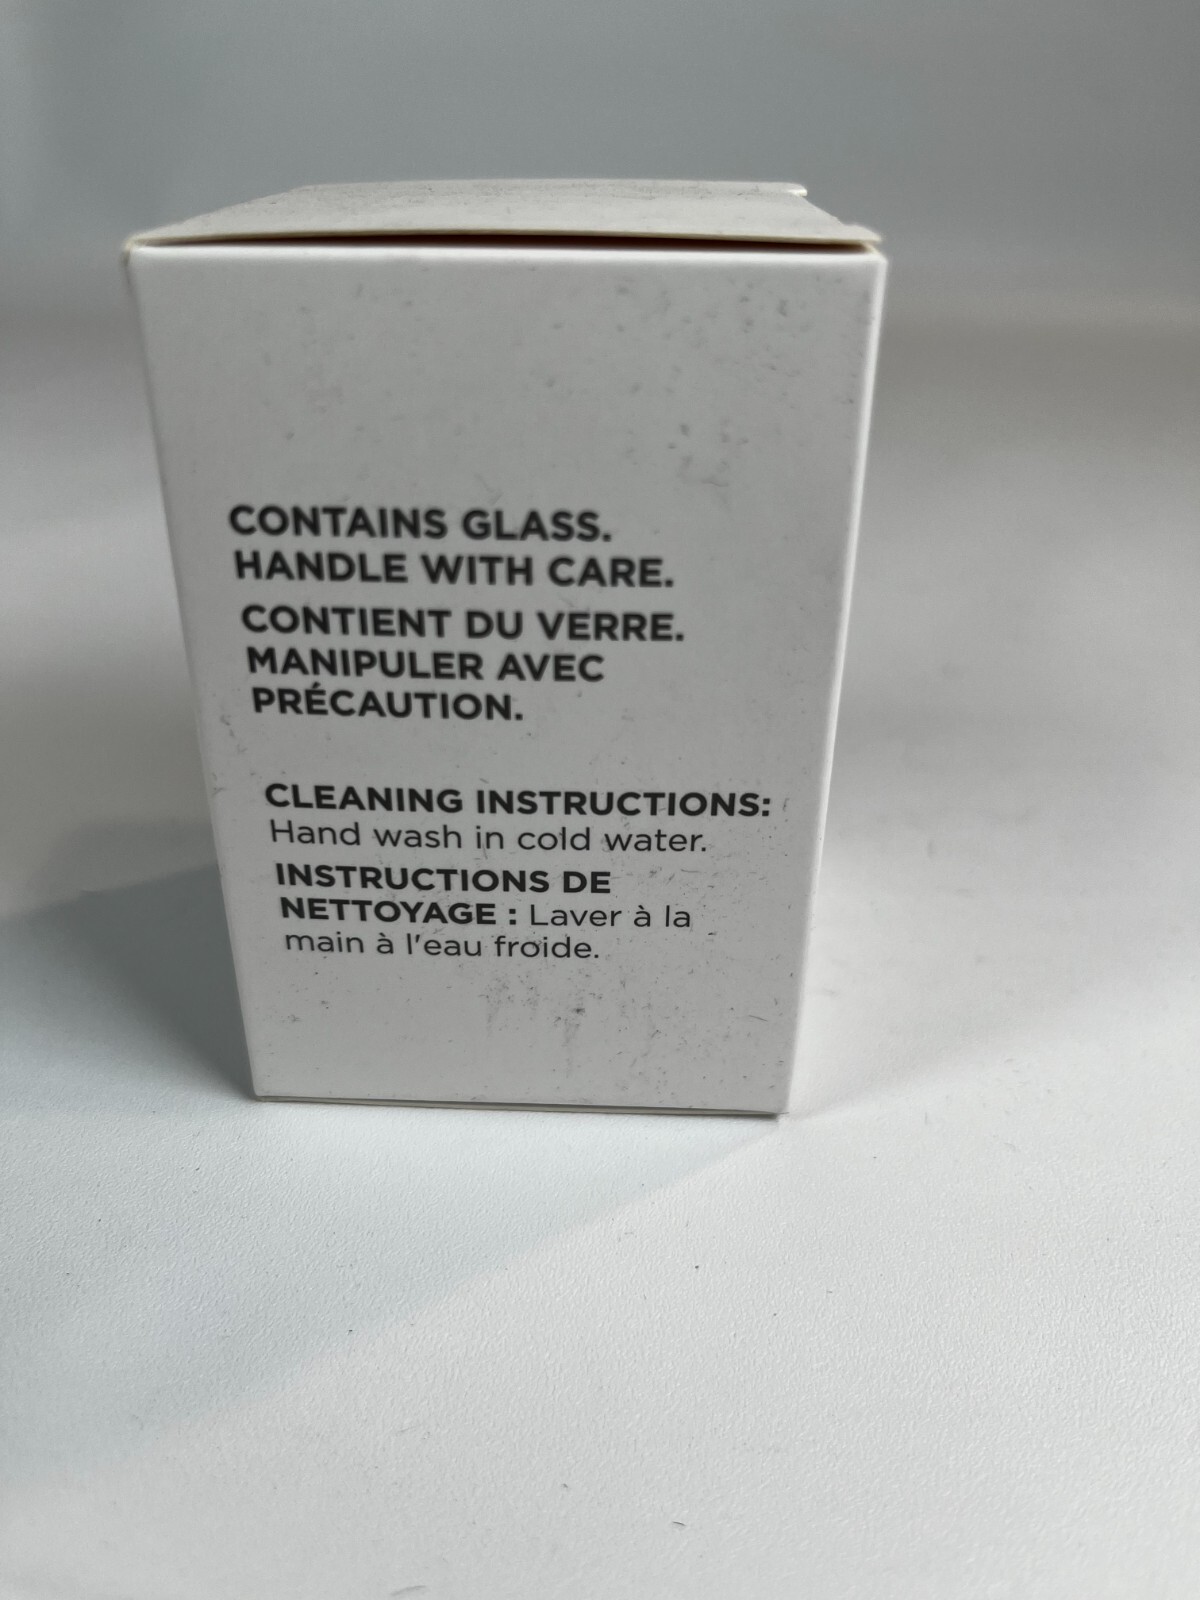 CONTAINS GLASS.
HANDLE WITH CARE.
CONTIENT DU VERRE.
MANIPULER AVEC
PRÉCAUTION.
CLEANING INSTRUCTIONS:
Hand wash in cold water.
INSTRUCTIONS DE
NETTOYAGE : Laver à la
main à l'eau froide.